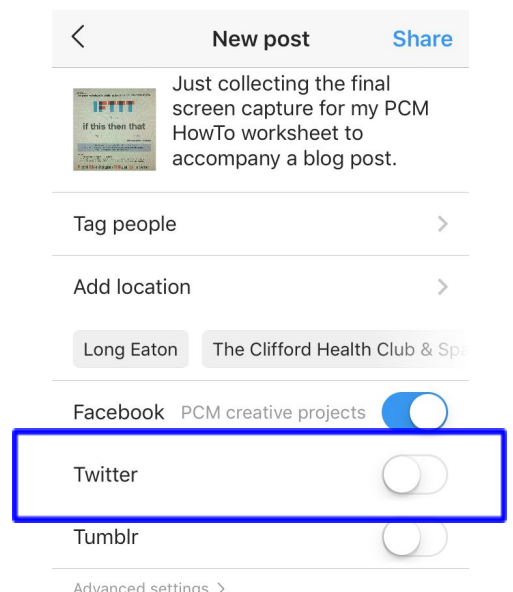 New post
Share
Just collecting the final
screen capture for my PCM
HowTo worksheet to
accompany a blog post.
IFTTT
if this then that
Tag people
Add location
Long Eaton
The Clifford Health Club & Spa
Facebook PCM creative projects
Twitter
Tumblr
Advanced settings